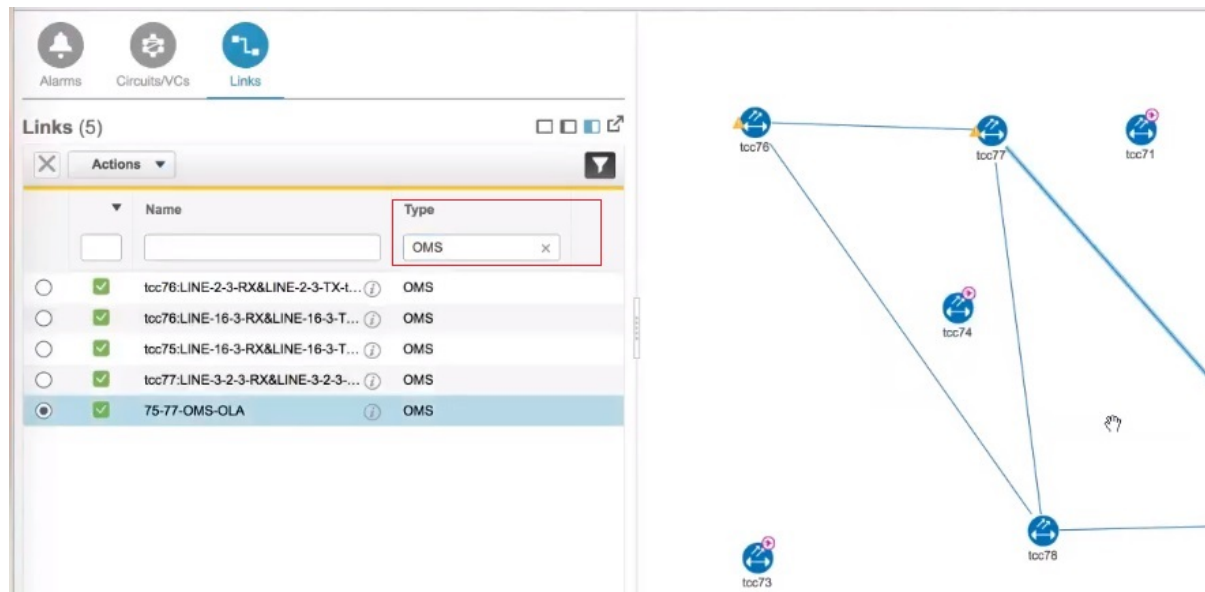 Alarms
Circuits/VCs
Links
Links (5)
Actions
Name
Type
OMS
tcc76:LINE-2-3-RX&LINE-2-3-TX-t... OMS
tcc76:LINE-16-3-RX&LINE-16-3-T... OMS
tcc75:LINE-16-3-RX&LINE-16-3-T... OMS
tcc77:LINE-3-2-3-RX&LINE-3-2-3-... OMS
75-77-OMS-OLA OMS
tcc76
tcc77
tcc71
tcc74
tcc78
tcc73